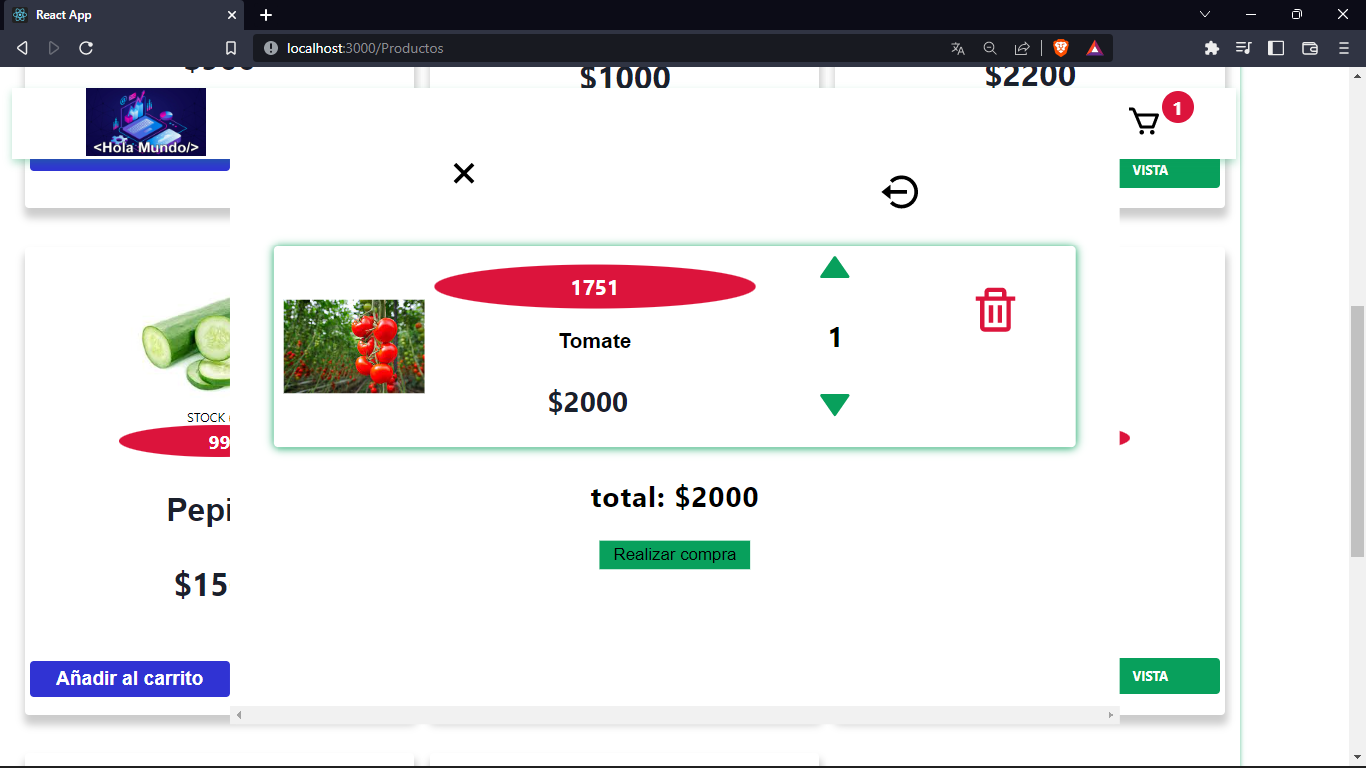 React App
localhost:3000/Productos
$1000
$2200
<Hola Mundo/>
1
VISTA
1751
Tomate
1
$2000
STOCK
99
Pepi
$15
total: $2000
Realizar compra
Añadir al carrito
VISTA